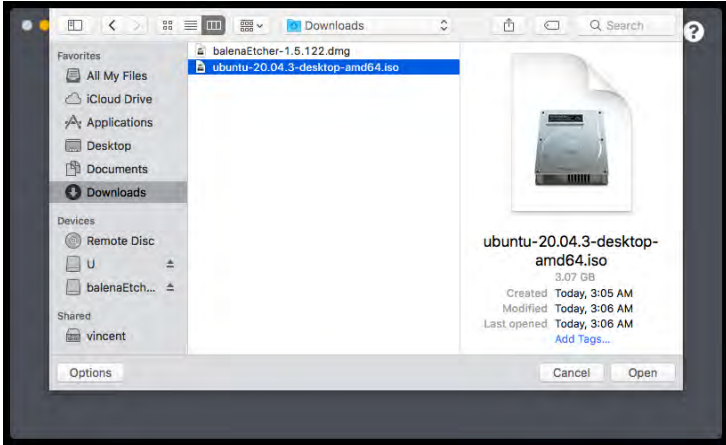 Downloads
Search
?
Favorites
All My Files
iCloud Drive
Applications
Desktop
Documents
Downloads
Devices
Remote Disc
U
balenaEtch...
Shared
vincent
balenaEtcher-1.5.122.dmg
ubuntu-20.04.3-desktop-amd64.iso
ubuntu-20.04.3-desktop-
amd64.iso
3.07 GB
Created Today, 3:05 AM
Modified Today, 3:06 AM
Last opened Today, 3:06 AM
Add Tags...
Options
Cancel
Open